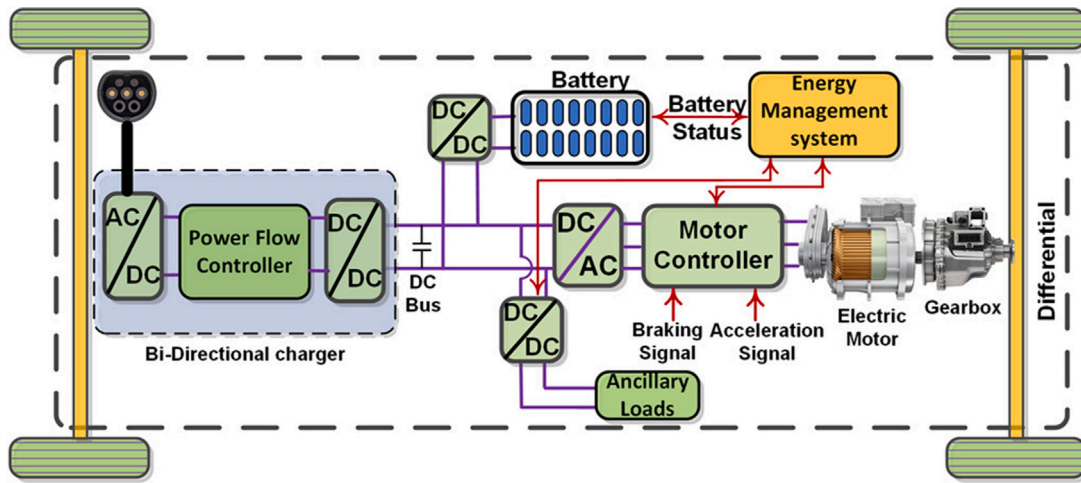 Battery
Battery
Status
Energy
Management
system
DC
DC
AC
DC
Power Flow
Controller
DC
DC
DC
Bus
DC
AC
Motor
Controller
DC
DC
Braking
Signal
Acceleration
Signal
Electric
Motor
Gearbox
Differential
Bi-Directional charger
Ancillary
Loads